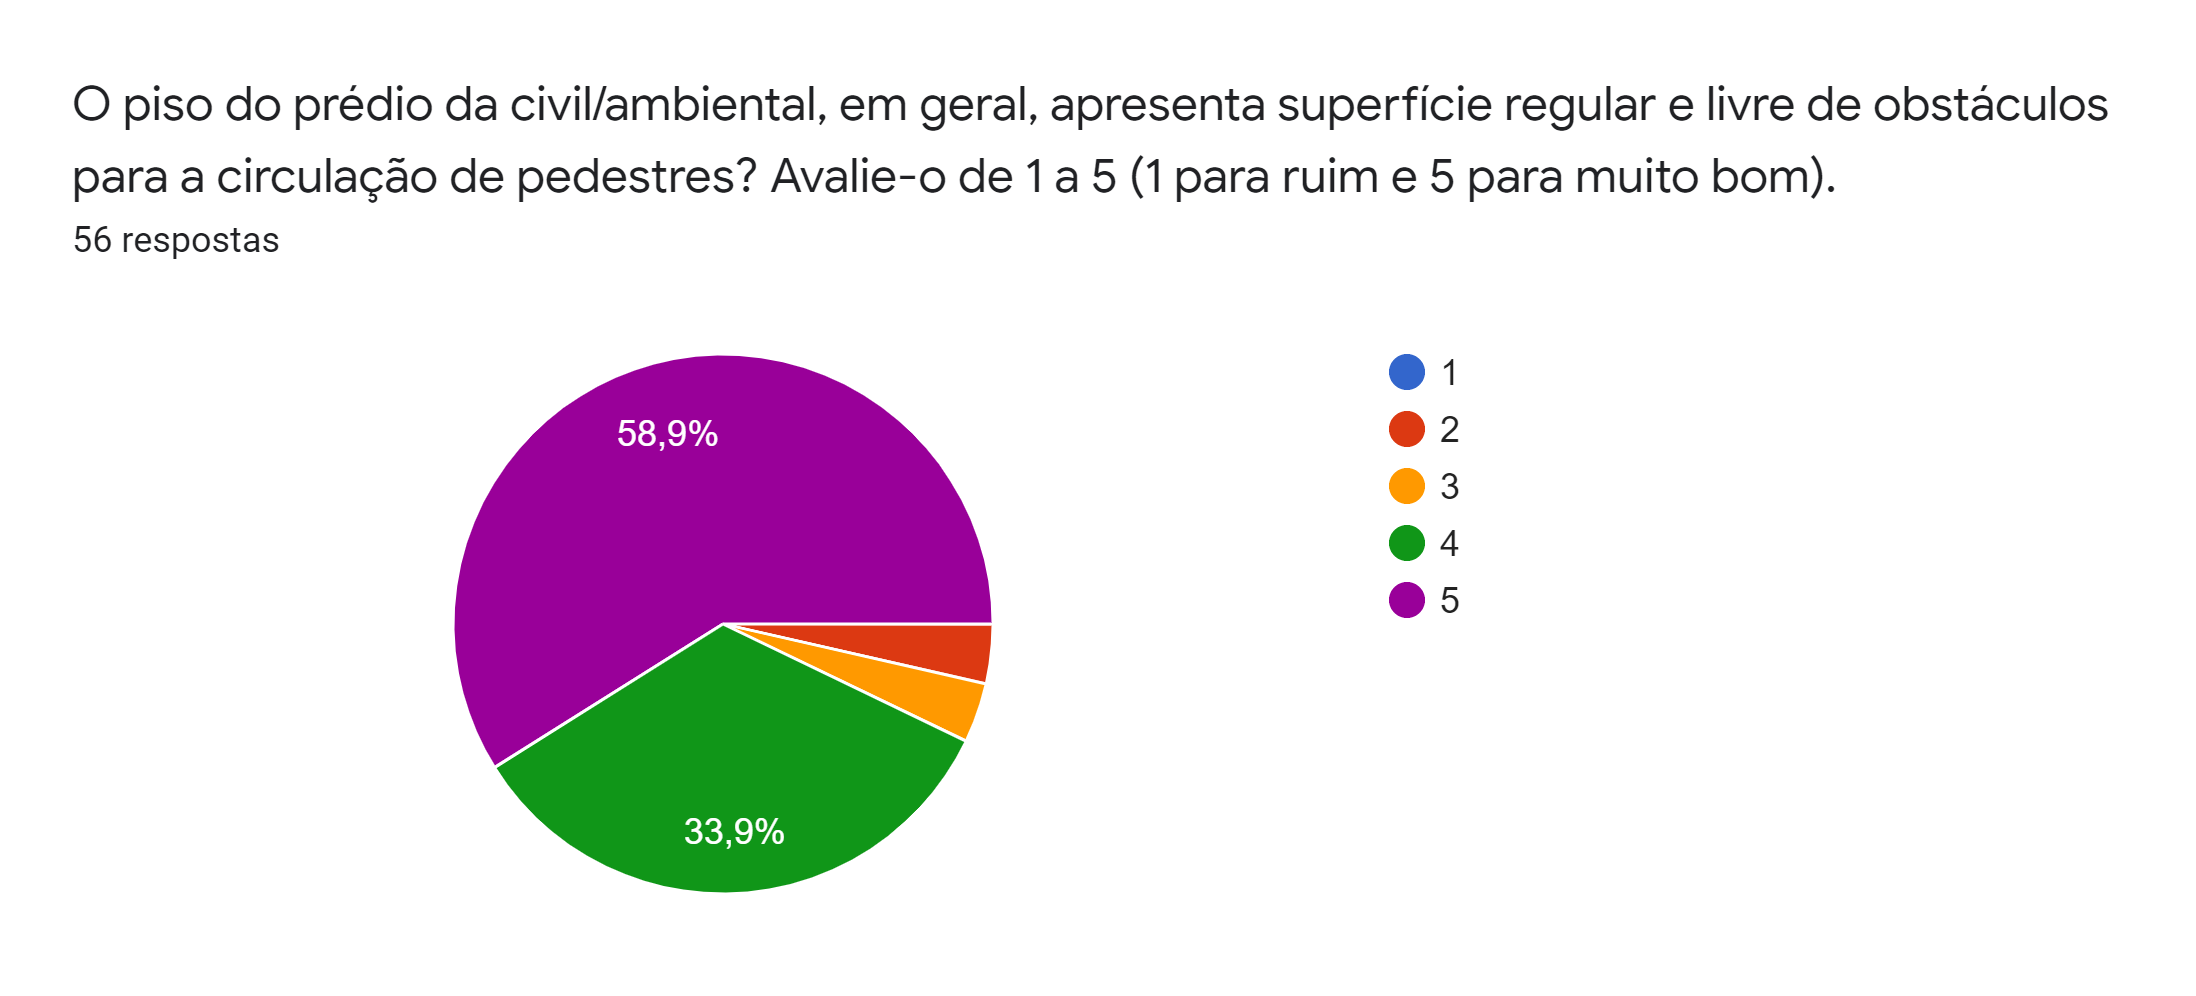 O piso do prédio da civil/ambiental, em geral, apresenta superfície regular e livre de obstáculos
para a circulação de pedestres? Avalie-o de 1 a 5 (1 para ruim e 5 para muito bom).
56 respostas
58,9%
33,9%
1
2
3
4
5